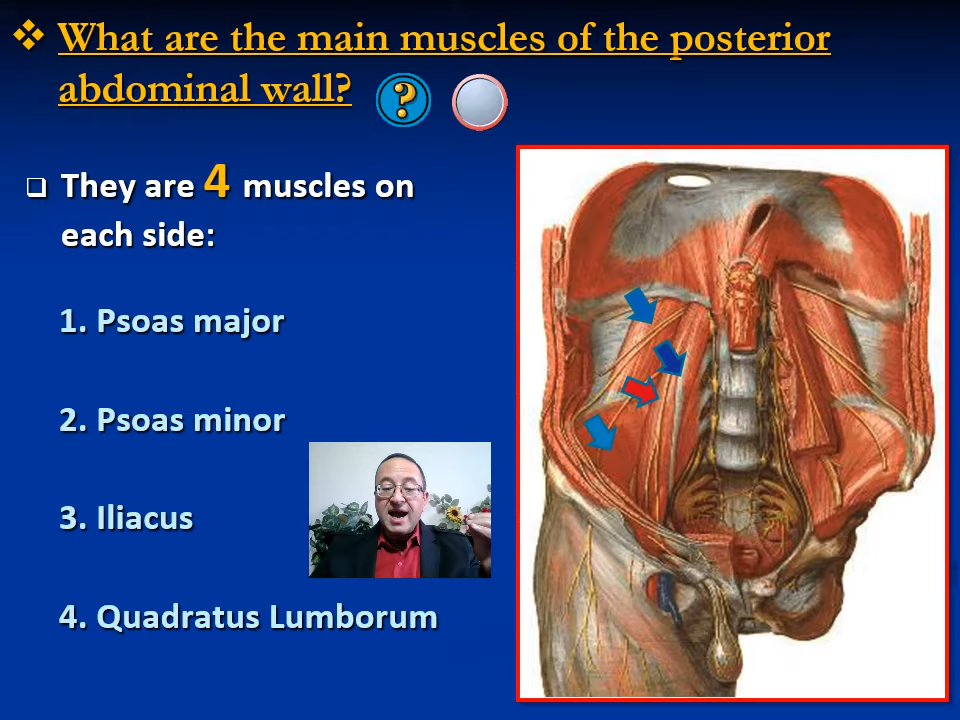 ❖ What are the main muscles of the posterior
abdominal wall? ?
❑ They are 4 muscles on
each side:
1. Psoas major
2. Psoas minor
3. Iliacus
4. Quadratus Lumborum